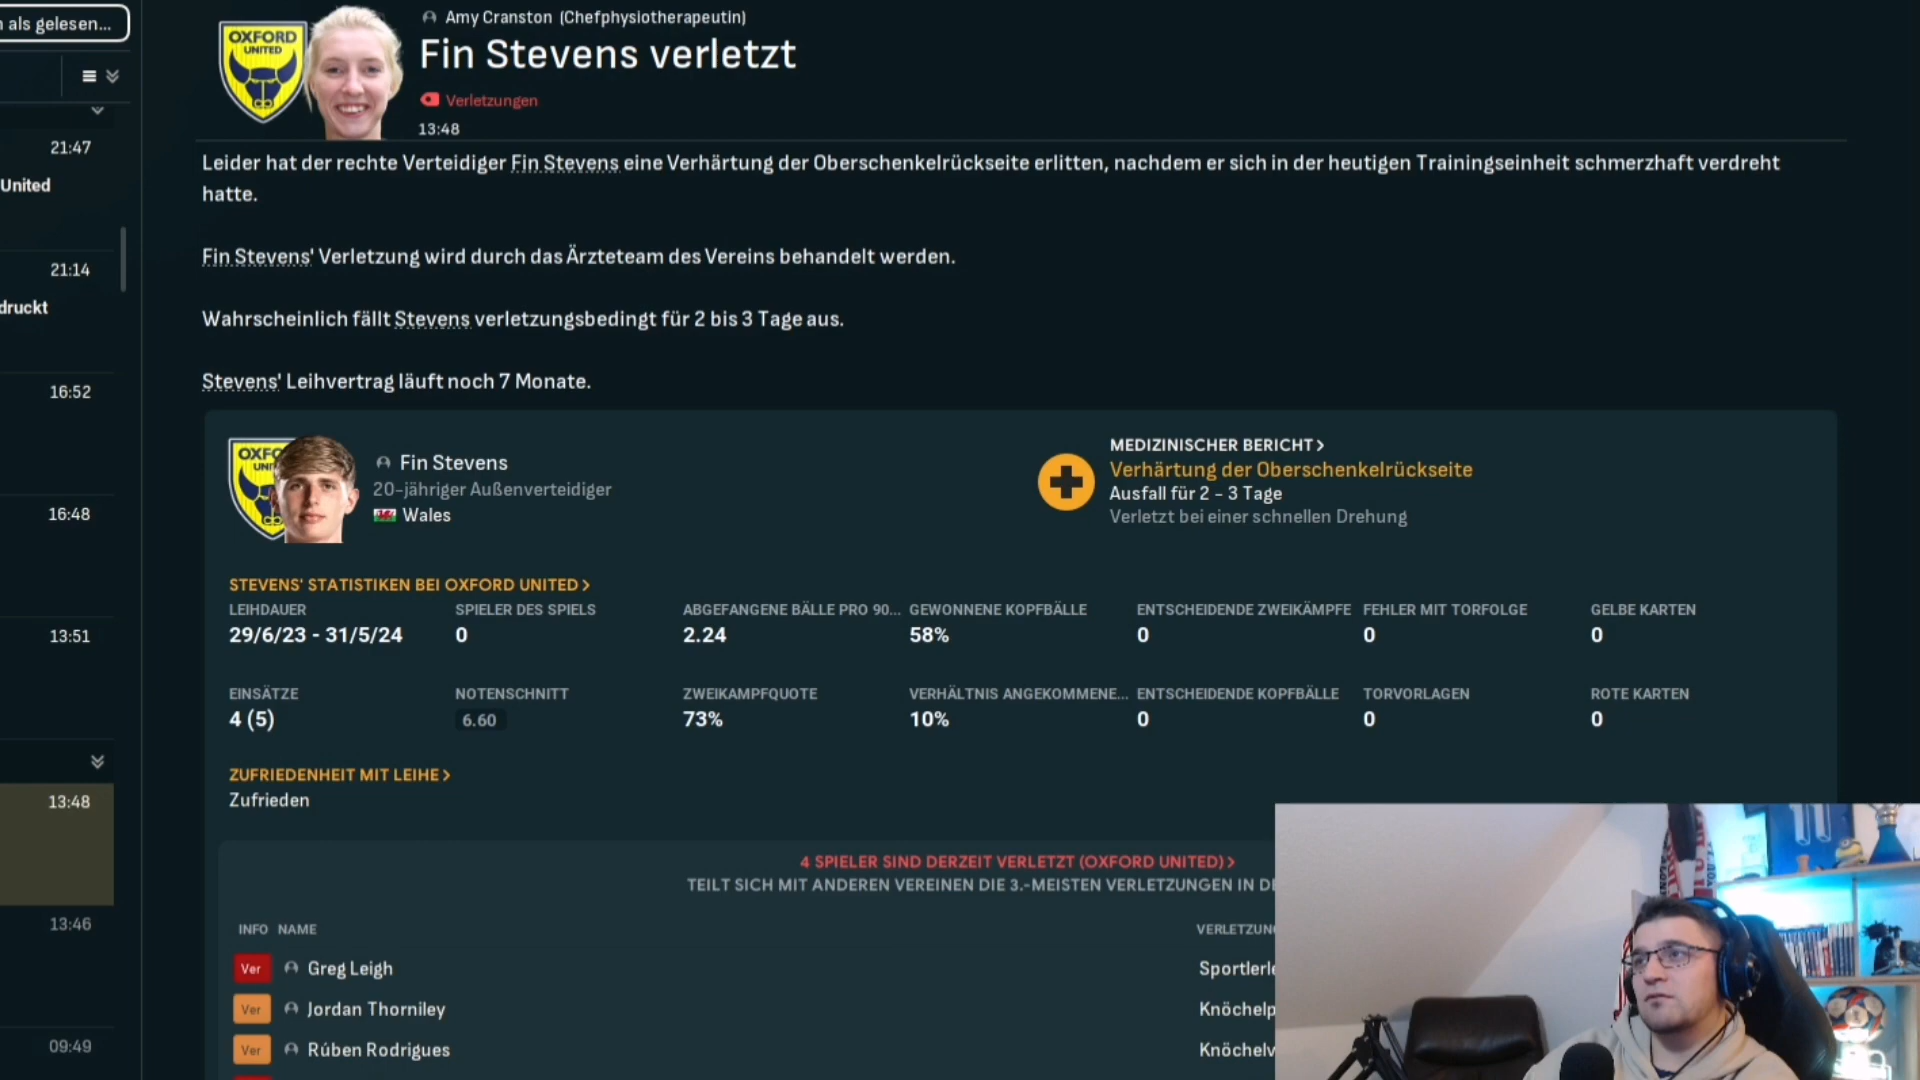 als gelesen...
21:47
United
21:14
druckt
16:52
16:48
13:51
13:48
13:46
09:49
OXFORD
UNITED
Amy Cranston (Chefphysiotherapeutin)
Fin Stevens verletzt
Verletzungen
13:48
Leider hat der rechte Verteidiger Fin Stevens eine Verhärtung der Oberschenkelrückseite erlitten, nachdem er sich in der heutigen Trainingseinheit schmerzhaft verdreht
hatte.
Fin Stevens' Verletzung wird durch das Ärzteteam des Vereins behandelt werden.
Wahrscheinlich fällt Stevens verletzungsbedingt für 2 bis 3 Tage aus.
Stevens' Leihvertrag läuft noch 7 Monate.
Fin Stevens
20-jähriger Außenverteidiger
Wales
MEDIZINISCHER BERICHT >
Verhärtung der Oberschenkelrückseite
Ausfall für 2 - 3 Tage
Verletzt bei einer schnellen Drehung
STEVENS' STATISTIKEN BEI OXFORD UNITED >
LEIHDAUER SPIELER DES SPIELS ABGEFANGENE BÄLLE PRO 90... GEWONNENE KOPFBÄLLE ENTSCHEIDENDE ZWEIKÄMPFE FEHLER MIT TORFOLGE GELBE KARTEN
29/6/23 - 31/5/24 0 2.24 58% 0 0 0
EINSÄTZE NOTENSCHNITT ZWEIKAMPFQUOTE VERHÄLTNIS ANGEKOMMENE... ENTSCHEIDENDE KOPFBÄLLE TORVORLAGEN ROTE KARTEN
4 (5) 6.60 73% 10% 0 0 0
ZUFRIEDENHEIT MIT LEIHE >
Zufrieden
4 SPIELER SIND DERZEIT VERLETZT (OXFORD UNITED) >
TEILT SICH MIT ANDEREN VEREINEN DIE 3.-MEISTEN VERLETZUNGEN IN DE
INFO NAME VERLETZUNG
Ver Greg Leigh Sportlerle
Ver Jordan Thorniley Knöchelp
Ver Rúben Rodrigues Knöchelv